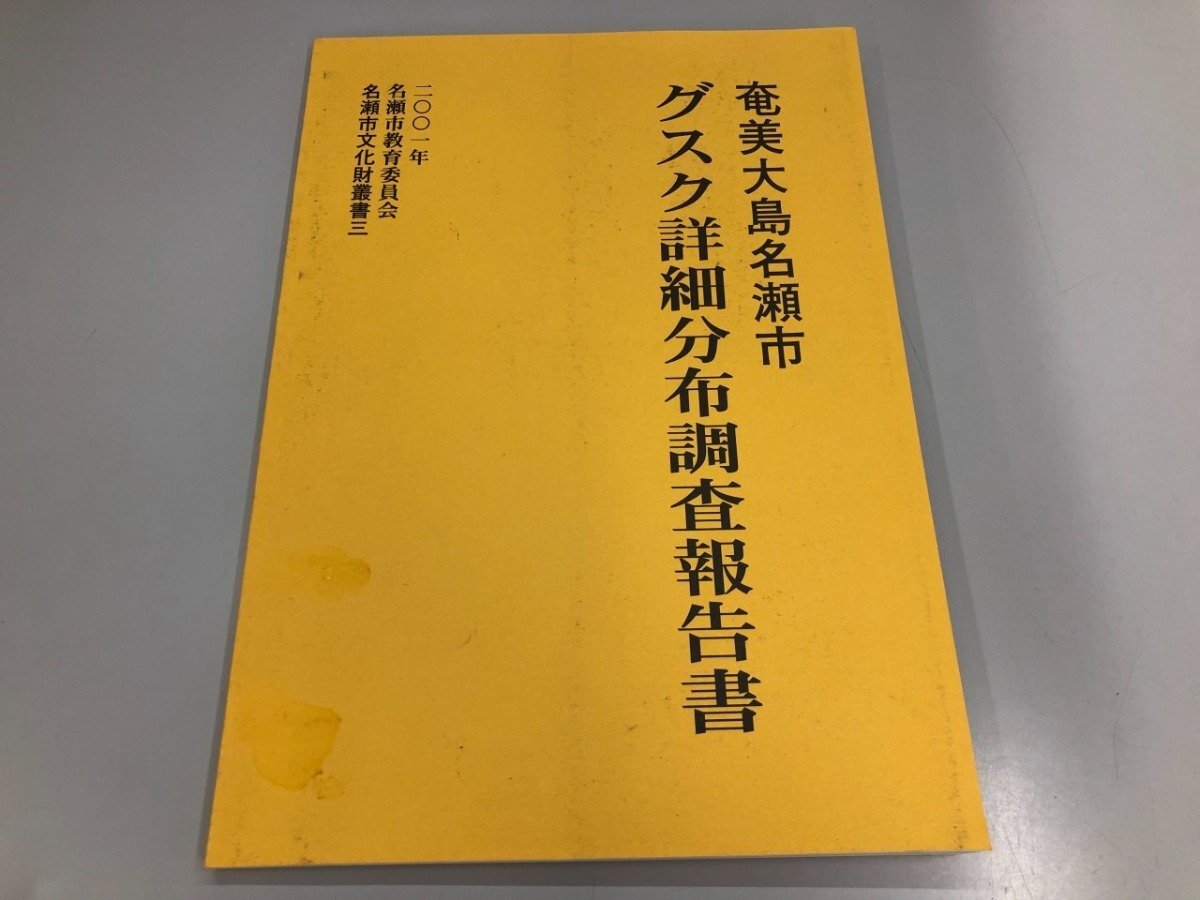 奄美大島名瀬市
グスク詳細分布調査報告書
二〇〇一年
名瀬市教育委員会
名瀬市文化財叢書三